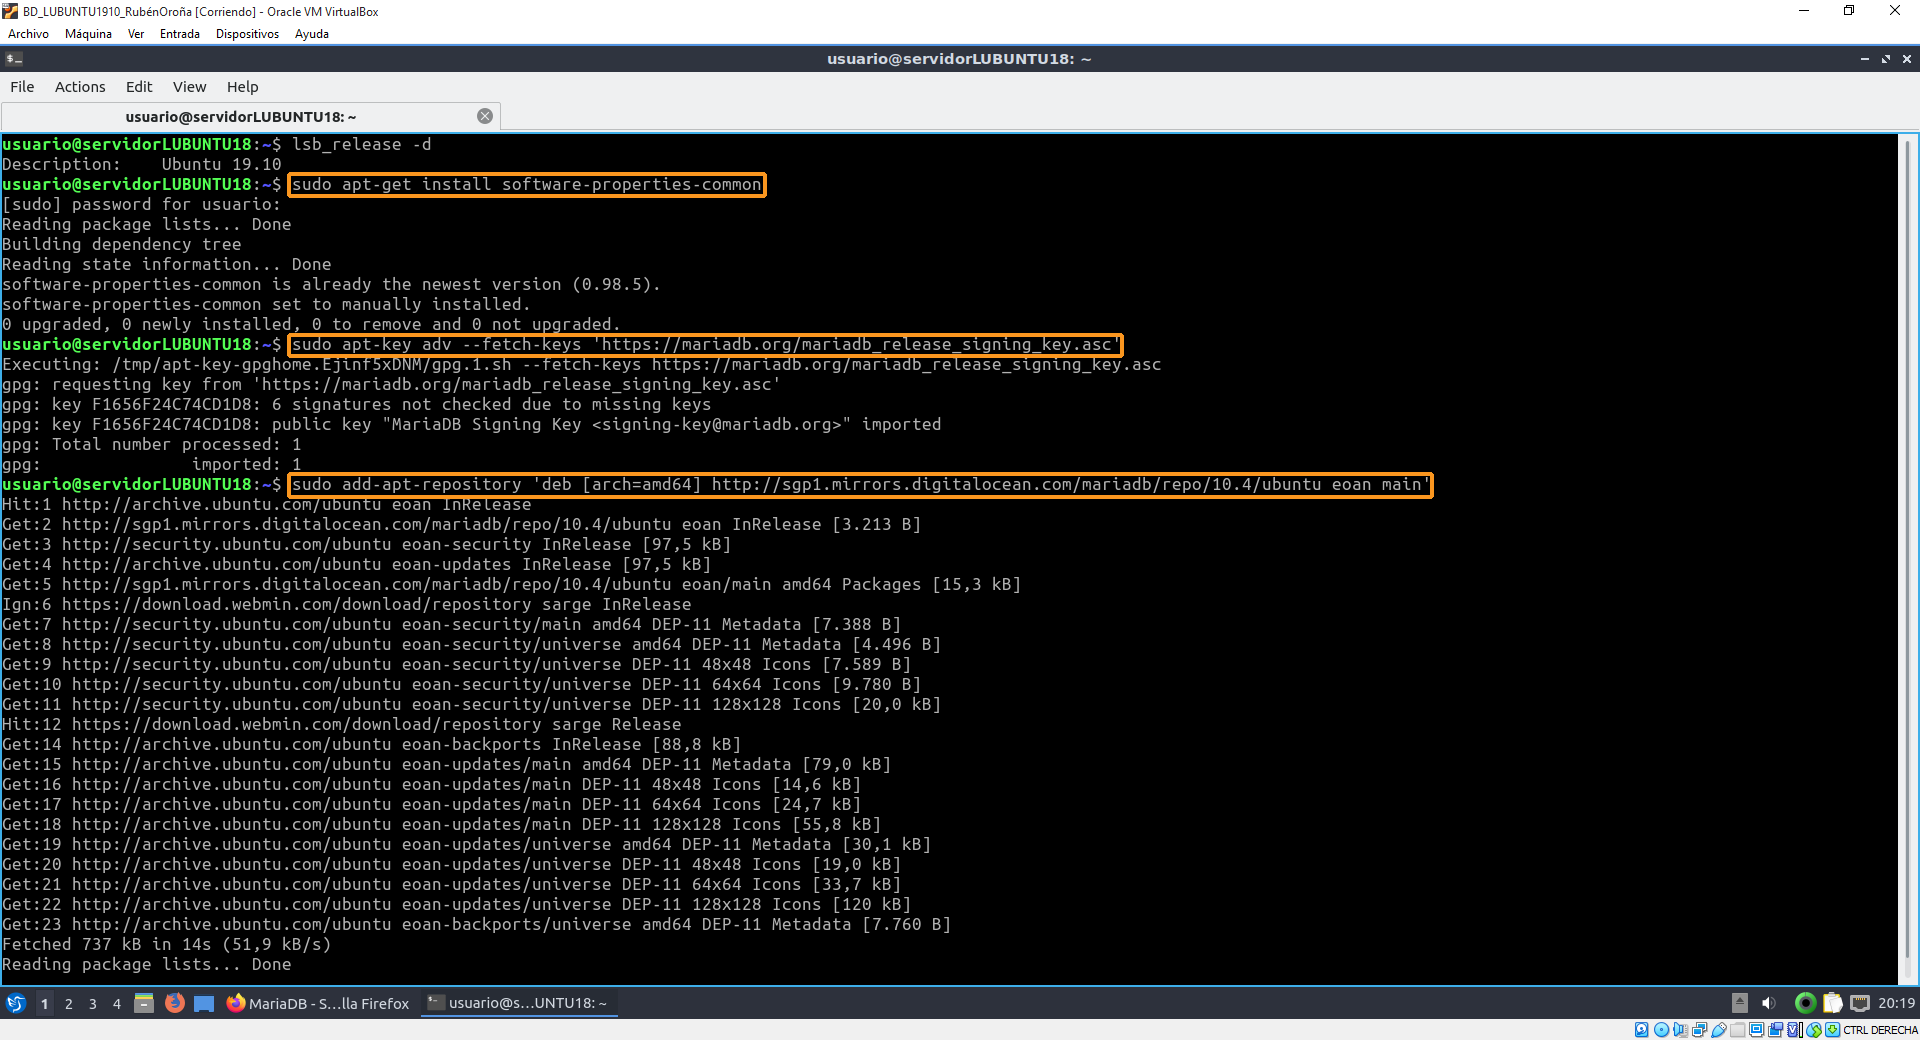 BD_LUBUNTU1910_RubénOroña [Corriendo] - Oracle VM VirtualBox
Archivo Máquina Ver Entrada Dispositivos Ayuda
usuario@servidorLUBUNTU18: ~
File Actions Edit View Help
usuario@servidorLUBUNTU18: ~
usuario@servidorLUBUNTU18:~$ lsb_release -d
Description:    Ubuntu 19.10
usuario@servidorLUBUNTU18:~$ sudo apt-get install software-properties-common
[sudo] password for usuario:
Reading package lists... Done
Building dependency tree
Reading state information... Done
software-properties-common is already the newest version (0.98.5).
software-properties-common set to manually installed.
0 upgraded, 0 newly installed, 0 to remove and 0 not upgraded.
usuario@servidorLUBUNTU18:~$ sudo apt-key adv --fetch-keys 'https://mariadb.org/mariadb_release_signing_key.asc'
Executing: /tmp/apt-key-gpghome.Ejinf5xDNM/gpg.1.sh --fetch-keys https://mariadb.org/mariadb_release_signing_key.asc
gpg: requesting key from 'https://mariadb.org/mariadb_release_signing_key.asc'
gpg: key F1656F24C74CD1D8: 6 signatures not checked due to missing keys
gpg: key F1656F24C74CD1D8: public key "MariaDB Signing Key <signing-key@mariadb.org>" imported
gpg: Total number processed: 1
gpg:               imported: 1
usuario@servidorLUBUNTU18:~$ sudo add-apt-repository 'deb [arch=amd64] http://sgp1.mirrors.digitalocean.com/mariadb/repo/10.4/ubuntu eoan main'
Hit:1 http://archive.ubuntu.com/ubuntu eoan InRelease
Get:2 http://sgp1.mirrors.digitalocean.com/mariadb/repo/10.4/ubuntu eoan InRelease [3.213 B]
Get:3 http://security.ubuntu.com/ubuntu eoan-security InRelease [97,5 kB]
Get:4 http://archive.ubuntu.com/ubuntu eoan-updates InRelease [97,5 kB]
Get:5 http://sgp1.mirrors.digitalocean.com/mariadb/repo/10.4/ubuntu eoan/main amd64 Packages [15,3 kB]
Ign:6 https://download.webmin.com/download/repository sarge InRelease
Get:7 http://security.ubuntu.com/ubuntu eoan-security/main amd64 DEP-11 Metadata [7.388 B]
Get:8 http://security.ubuntu.com/ubuntu eoan-security/universe amd64 DEP-11 Metadata [4.496 B]
Get:9 http://security.ubuntu.com/ubuntu eoan-security/universe DEP-11 48x48 Icons [7.589 B]
Get:10 http://security.ubuntu.com/ubuntu eoan-security/universe DEP-11 64x64 Icons [9.780 B]
Get:11 http://security.ubuntu.com/ubuntu eoan-security/universe DEP-11 128x128 Icons [20,0 kB]
Hit:12 https://download.webmin.com/download/repository sarge Release
Get:14 http://archive.ubuntu.com/ubuntu eoan-backports InRelease [88,8 kB]
Get:15 http://archive.ubuntu.com/ubuntu eoan-updates/main amd64 DEP-11 Metadata [79,0 kB]
Get:16 http://archive.ubuntu.com/ubuntu eoan-updates/main DEP-11 48x48 Icons [14,6 kB]
Get:17 http://archive.ubuntu.com/ubuntu eoan-updates/main DEP-11 64x64 Icons [24,7 kB]
Get:18 http://archive.ubuntu.com/ubuntu eoan-updates/main DEP-11 128x128 Icons [55,8 kB]
Get:19 http://archive.ubuntu.com/ubuntu eoan-updates/universe amd64 DEP-11 Metadata [30,1 kB]
Get:20 http://archive.ubuntu.com/ubuntu eoan-updates/universe DEP-11 48x48 Icons [19,0 kB]
Get:21 http://archive.ubuntu.com/ubuntu eoan-updates/universe DEP-11 64x64 Icons [33,7 kB]
Get:22 http://archive.ubuntu.com/ubuntu eoan-updates/universe DEP-11 128x128 Icons [120 kB]
Get:23 http://archive.ubuntu.com/ubuntu eoan-backports/universe amd64 DEP-11 Metadata [7.760 B]
Fetched 737 kB in 14s (51,9 kB/s)
Reading package lists... Done
1 2 3 4 MariaDB - S...lla Firefox usuario@s...UNTU18: ~ 20:19
CTRL DERECHA